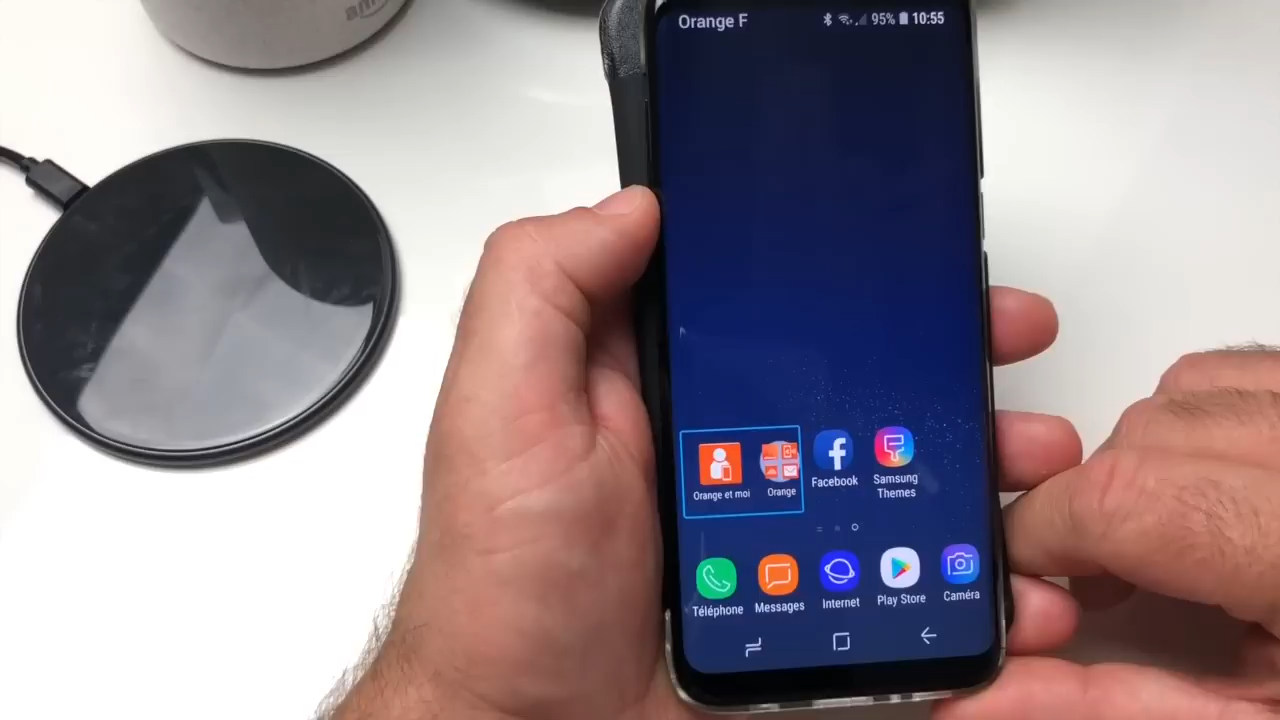 Orange F
95% 10:55
Orange et moi
Orange
Facebook
Samsung
Themes
Téléphone
Messages
Internet
Play Store
Caméra